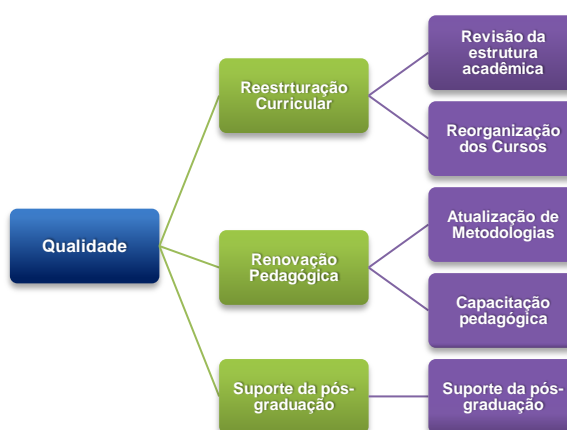 Revisão da
estrutura
acadêmica
Reestrturação
Curricular
Reorganização
dos Cursos
Qualidade
Atualização de
Metodologias
Renovação
Pedagógica
Capacitação
pedagógica
Suporte da pós-
graduação
Suporte da pós-
graduação